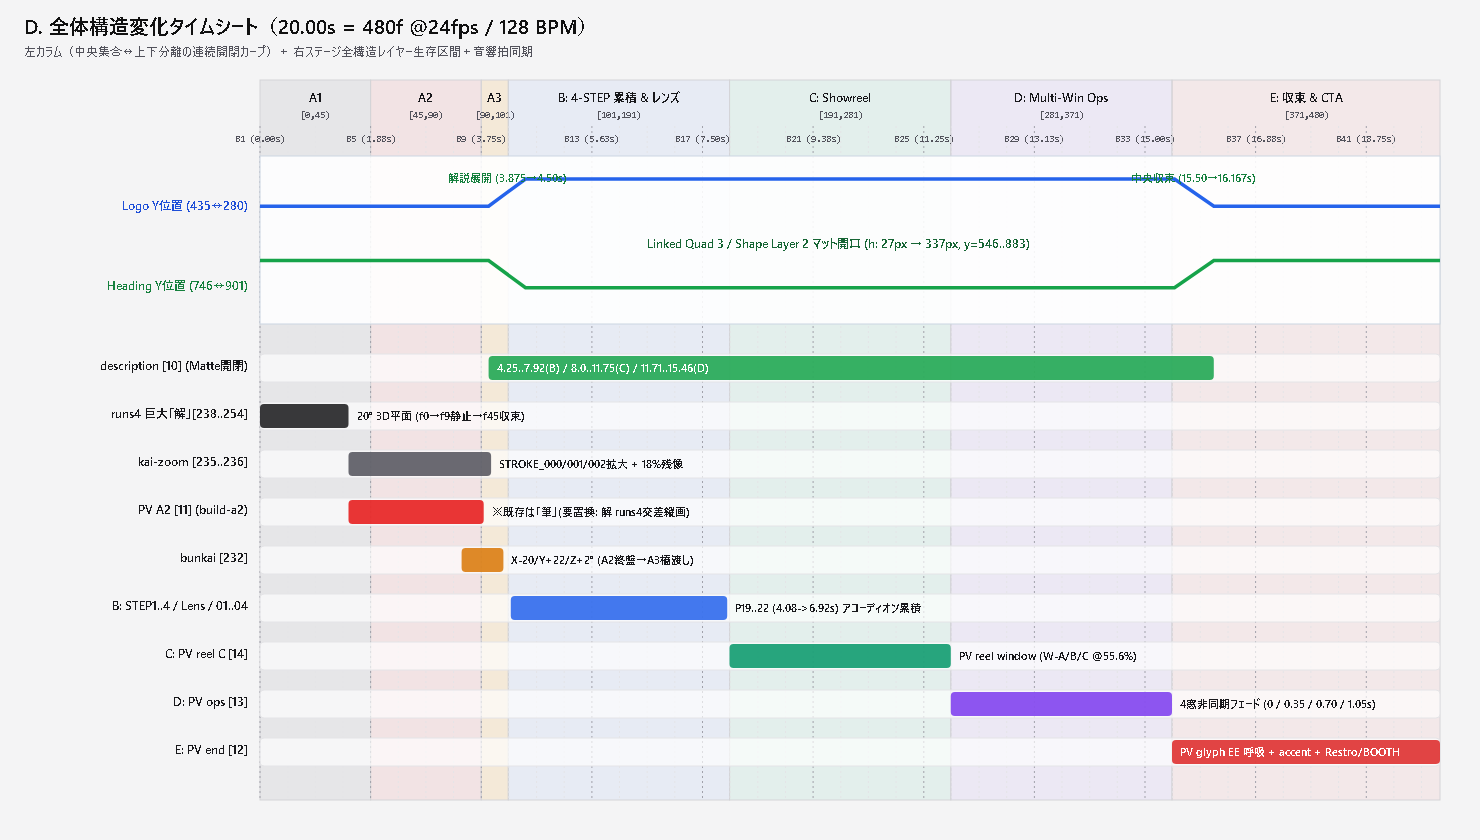 D. 全体構造変化タイムシート（20.00s = 480f @24fps / 128 BPM）
左カラム（中央集合↔上下分離の連続開閉カーブ）＋ 右ステージ全構造レイヤー生存区間＋音響拍同期
A1
A2
A3
B: 4-STEP 累積 & レンズ
C: Showreel
D: Multi-Win Ops
E: 収束 & CTA
[0,45)
[45,90)
[90,101)
[101,191)
[191,281)
[281,371)
[371,480)
B1 (0.00s)
B5 (1.88s)
B9 (3.75s)
B13 (5.63s)
B17 (7.50s)
B21 (9.38s)
B25 (11.25s)
B29 (13.13s)
B33 (15.00s)
B37 (16.88s)
B41 (18.75s)
解説展開 (3.875→4.50s)
中央収束 (15.50→16.167s)
Logo Y位置 (435↔280)
Linked Quad 3 / Shape Layer 2 マット開口 (h: 27px → 337px, y=546..883)
Heading Y位置 (746↔901)
description [10] (Matte開閉)
4.25..7.92(B) / 8.0..11.75(C) / 11.71..15.46(D)
runs4 巨大「解」[238..254]
20° 3D平面 (f0→f9静止→f45収束)
kai-zoom [235..236]
STROKE_000/001/002拡大 + 18%残像
PV A2 [11] (build-a2)
※既存は「筆」(要置換: 解 runs4交差縦画)
bunkai [232]
X-20/Y+22/Z+2° (A2終盤→A3橋渡し)
B: STEP1..4 / Lens / 01..04
P19..22 (4.08->6.92s) アコーディオン累積
C: PV reel C [14]
PV reel window (W-A/B/C @55.6%)
D: PV ops [13]
4窓非同期フェード (0 / 0.35 / 0.70 / 1.05s)
E: PV end [12]
PV glyph EE 呼吸 + accent + Restro/BOOTH